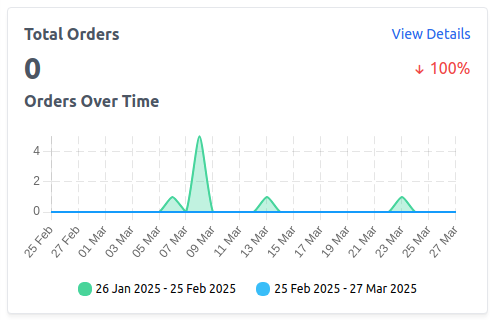 Total Orders
View Details
0
↓ 100%
Orders Over Time
4
2
0
25 Feb
27 Feb
01 Mar
03 Mar
05 Mar
07 Mar
09 Mar
11 Mar
13 Mar
15 Mar
17 Mar
19 Mar
21 Mar
23 Mar
25 Mar
27 Mar
26 Jan 2025 - 25 Feb 2025
25 Feb 2025 - 27 Mar 2025